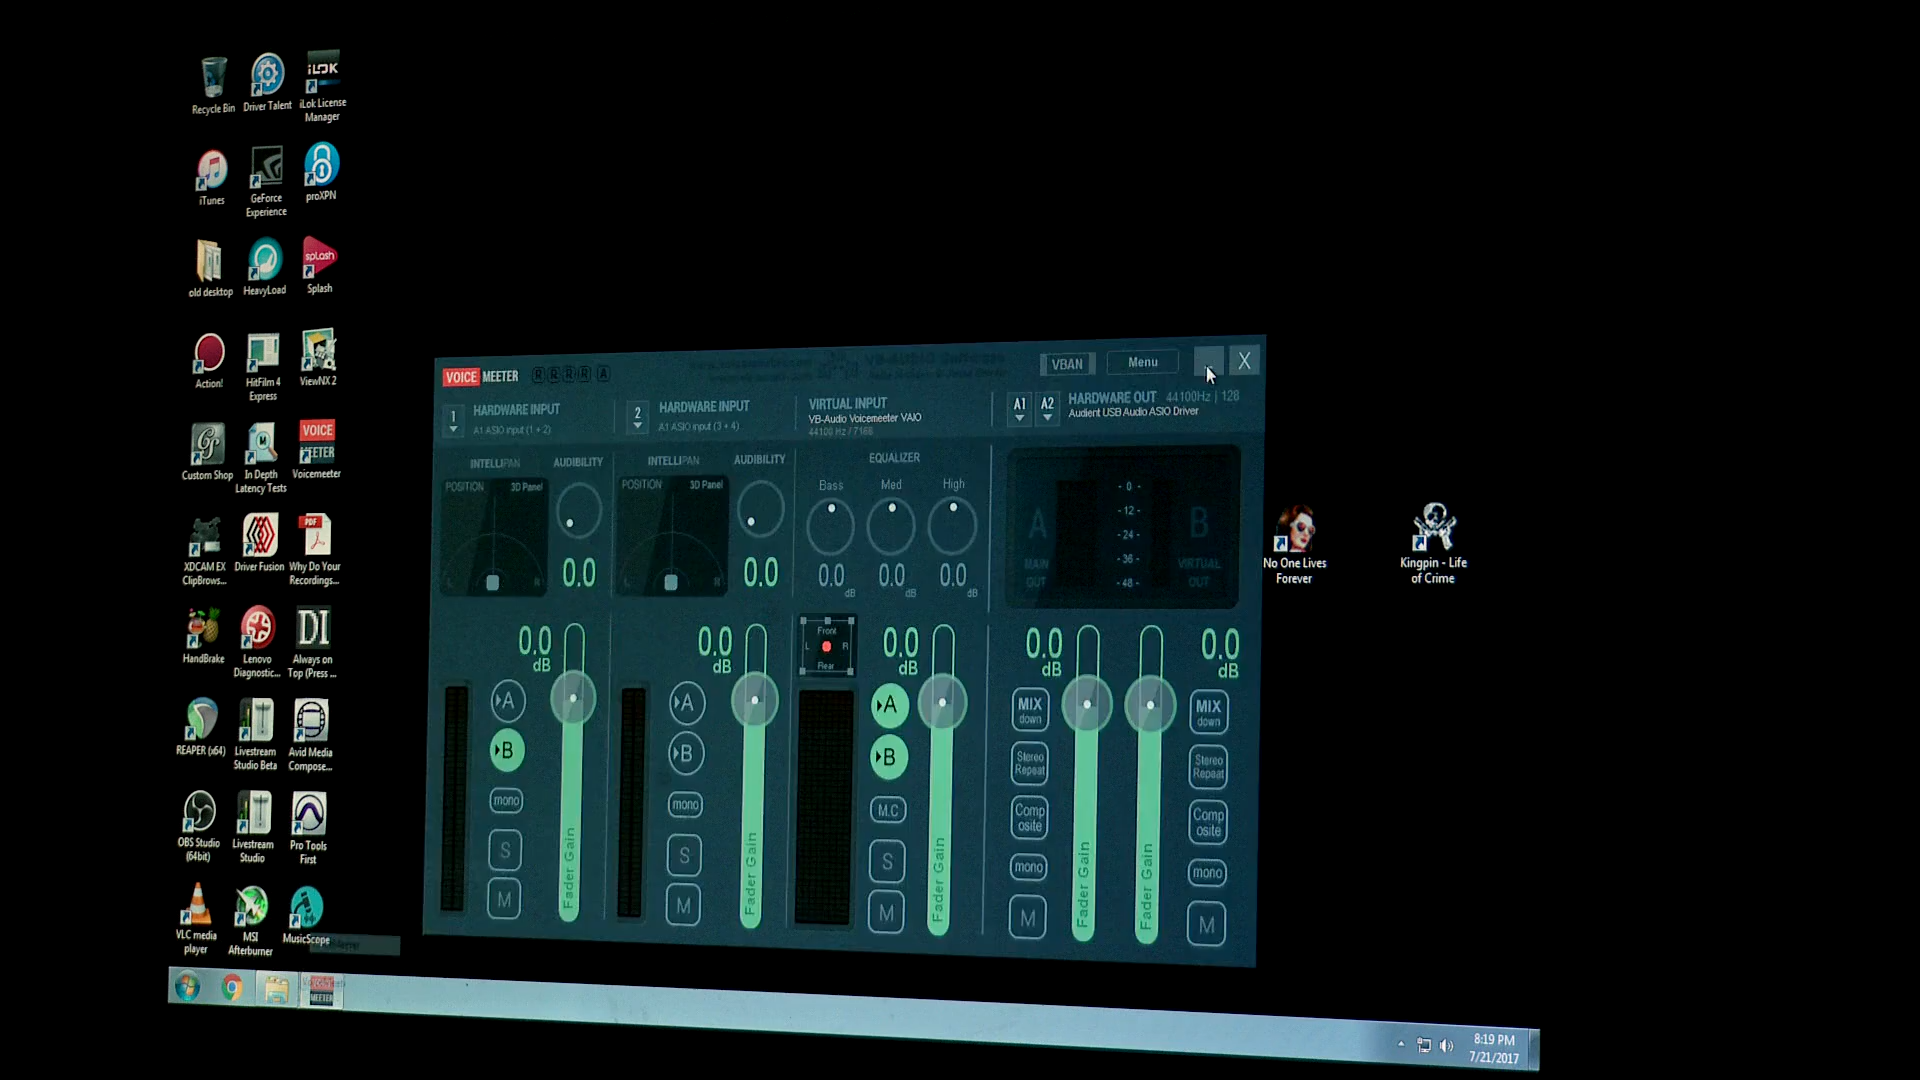 Recycle Bin
Driver Talent
iLOK
iLok License
Manager
iTunes
GeForce
Experience
proXPN
old desktop
HeavyLoad
splash
Splash
Action!
HitFilm 4
Express
ViewNX 2
Custom Shop
In Depth
Latency Tests
VOICE
MEETER
Voicemeeter
XDCAM EX
ClipBrows...
Driver Fusion
PDF
Why Do Your
Recordings...
HandBrake
Lenovo
Diagnostic...
DI
Always on
Top (Press ...
REAPER (x64)
Livestream
Studio Beta
Avid Media
Compose...
OBS Studio
(64bit)
Livestream
Studio
Pro Tools
First
VLC media
player
MSI
Afterburner
MusicScope
VOICE MEETER
R R R R A
VBAN
Menu
X
1
HARDWARE INPUT
A1 ASIO input (1 + 2)
2
HARDWARE INPUT
A1 ASIO input (3 + 4)
VIRTUAL INPUT
VB-Audio Voicemeeter VAIO
44100 Hz / 7168
A1
A2
HARDWARE OUT 44100Hz | 128
Audient USB Audio ASIO Driver
INTELLIPAN
AUDIBILITY
POSITION
3D Panel
L
R
0.0
INTELLIPAN
AUDIBILITY
POSITION
3D Panel
L
R
0.0
EQUALIZER
Bass
Med
High
0.0
dB
0.0
dB
0.0
dB
A
MAIN
OUT
- 0 -
- 12 -
- 24 -
- 36 -
- 48 -
B
VIRTUAL
OUT
0.0
dB
A
B
mono
S
M
Fader Gain
0.0
dB
A
B
mono
S
M
Fader Gain
Front
L
R
Rear
0.0
dB
A
B
M.C
S
M
Fader Gain
0.0
dB
MIX
down
Stereo
Repeat
Comp
osite
mono
M
Fader Gain
Fader Gain
0.0
dB
MIX
down
Stereo
Repeat
Comp
osite
mono
M
No One Lives
Forever
Kingpin - Life
of Crime
MEETER
8:19 PM
7/21/2017